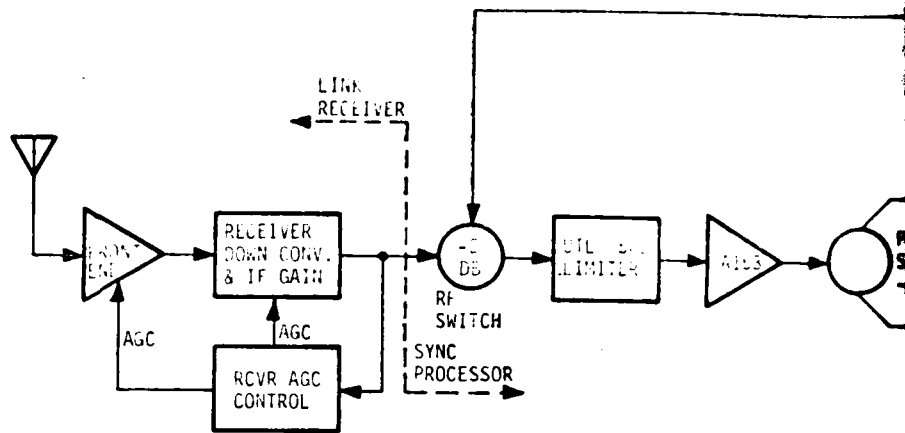 LINK
RECEIVER
FRONT
END
RECEIVER
DOWN CONV.
& IF GAIN
DB
RF
SWITCH
LIMITER
AGC
AGC
RCVR AGC
CONTROL
SYNC
PROCESSOR